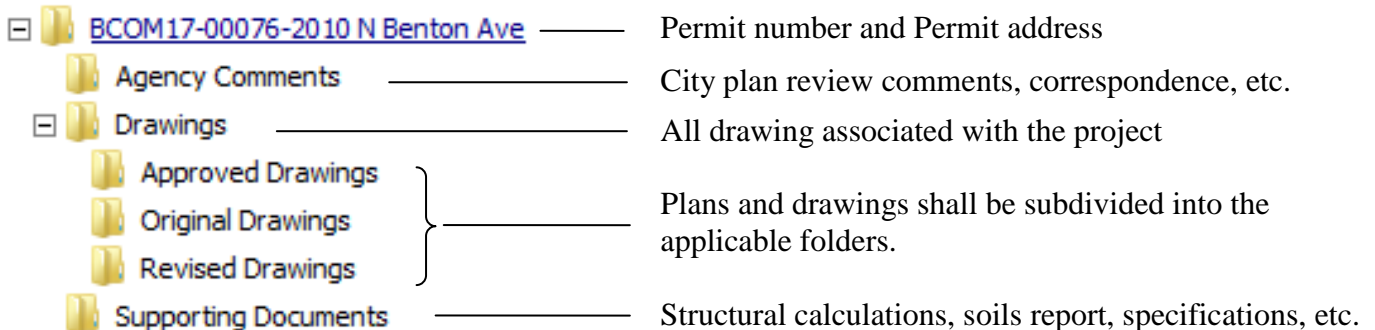 BCOM17-00076-2010 N Benton Ave Permit number and Permit address
Agency Comments City plan review comments, correspondence, etc.
Drawings All drawing associated with the project
Approved Drawings
Original Drawings Plans and drawings shall be subdivided into the
applicable folders.
Revised Drawings
Supporting Documents Structural calculations, soils report, specifications, etc.